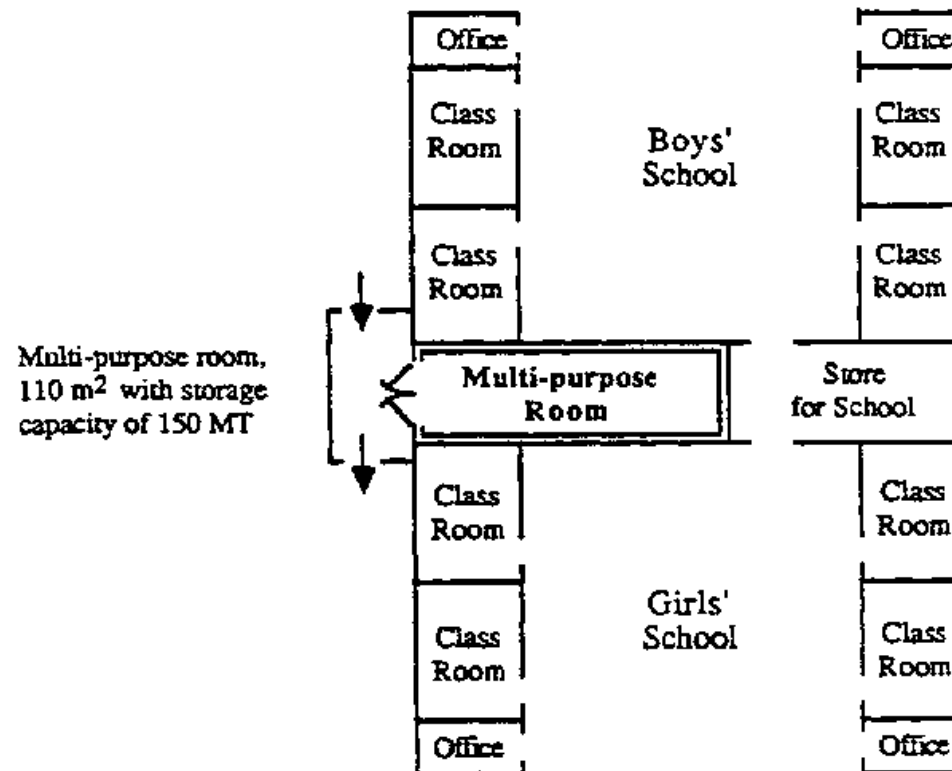 Office
Office
Class
Room
Boys'
School
Class
Room
Class
Room
Class
Room
Multi-purpose room,
110 m² with storage
capacity of 150 MT
Multi-purpose
Room
Store
for School
Class
Room
Class
Room
Girls'
School
Class
Room
Class
Room
Office
Office